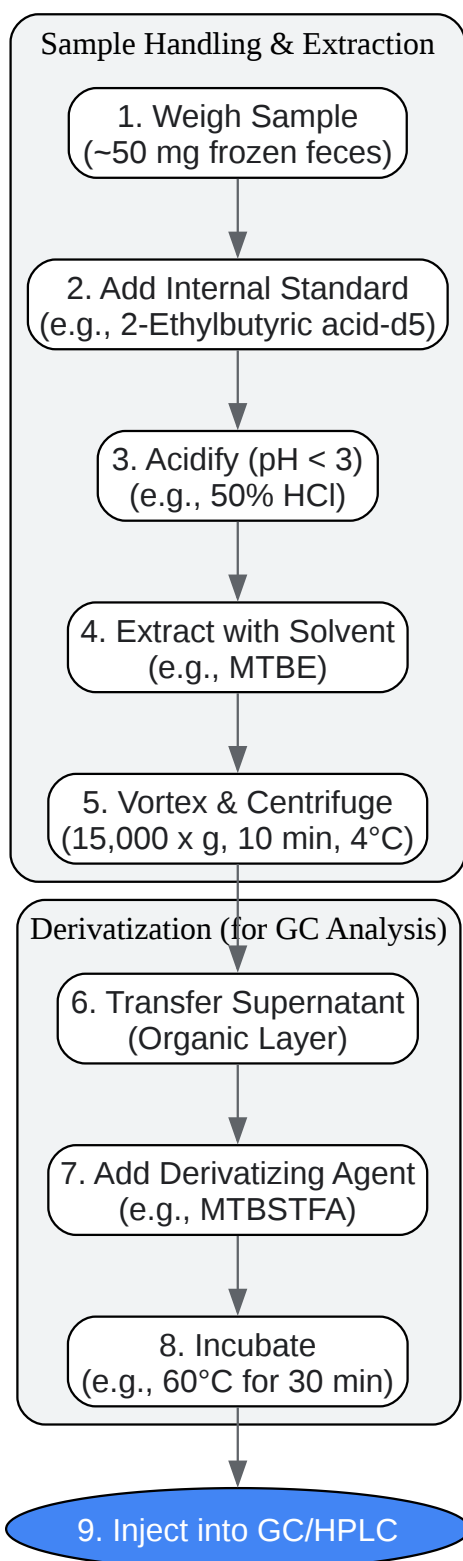 Sample Handling & Extraction
1. Weigh Sample
(~50 mg frozen feces)
2. Add Internal Standard
(e.g., 2-Ethylbutyric acid-d5)
3. Acidify (pH < 3)
(e.g., 50% HCl)
4. Extract with Solvent
(e.g., MTBE)
5. Vortex & Centrifuge
(15,000 x g, 10 min, 4°C)
Derivatization (for GC Analysis)
6. Transfer Supernatant
(Organic Layer)
7. Add Derivatizing Agent
(e.g., MTBSTFA)
8. Incubate
(e.g., 60°C for 30 min)
9. Inject into GC/HPLC